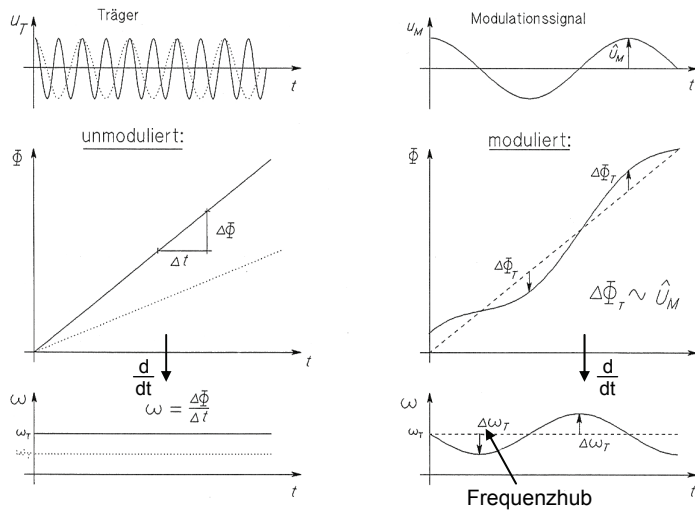 Träger
u_T
t
unmoduliert:
Φ
ΔΦ
Δt
t
d/dt
ω = ΔΦ/Δt
ω
ω_T
t
Modulationssignal
u_M
Û_M
t
moduliert:
Φ
ΔΦ_T
ΔΦ_T
ΔΦ_T ~ Û_M
t
d/dt
ω
ω_T
Δω_T
Δω_T
t
Frequenzhub